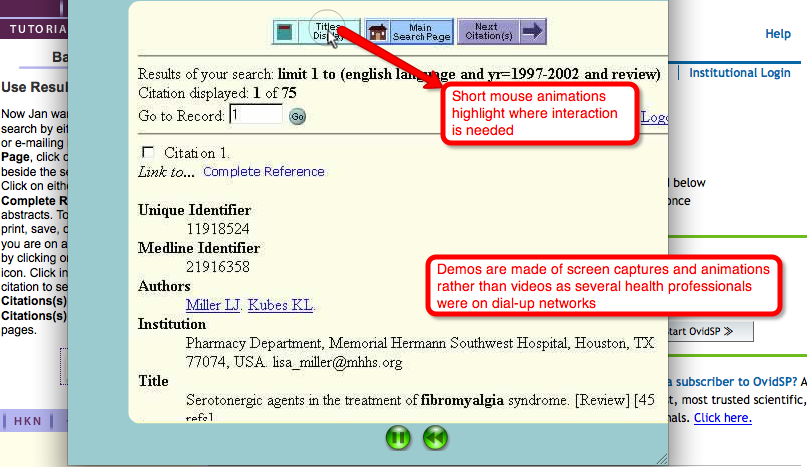 Titles
Display
Main
Search Page
Next
Citation(s)
Help
TUTORIA
Ba
Institutional Login
Use Resul
Results of your search: limit 1 to (english language and yr=1997-2002 and review)
Citation displayed: 1 of 75
Go to Record: 1 Go
Logo
Short mouse animations
highlight where interaction
is needed
Now Jan wan
search by eit
or e-mailing
Page, click o
beside the se
Click on eithe
Complete R
abstracts. To
print, save, o
you are on a
by clicking on
icon. Click in
citation to se
Citations(s)
Citations(s)
pages.
Citation 1.
Link to... Complete Reference
Unique Identifier
11918524
Medline Identifier
21916358
Authors
Miller LJ. Kubes KL.
Institution
Pharmacy Department, Memorial Hermann Southwest Hospital, Houston, TX
77074, USA. lisa_miller@mhhs.org
Title
Serotonergic agents in the treatment of fibromyalgia syndrome. [Review] [45
refs]
below
once
Demos are made of screen captures and animations
rather than videos as several health professionals
were on dial-up networks
Start OvidSP >>
a subscriber to OvidSP? A
t, most trusted scientific,
nals. Click here.
HKN